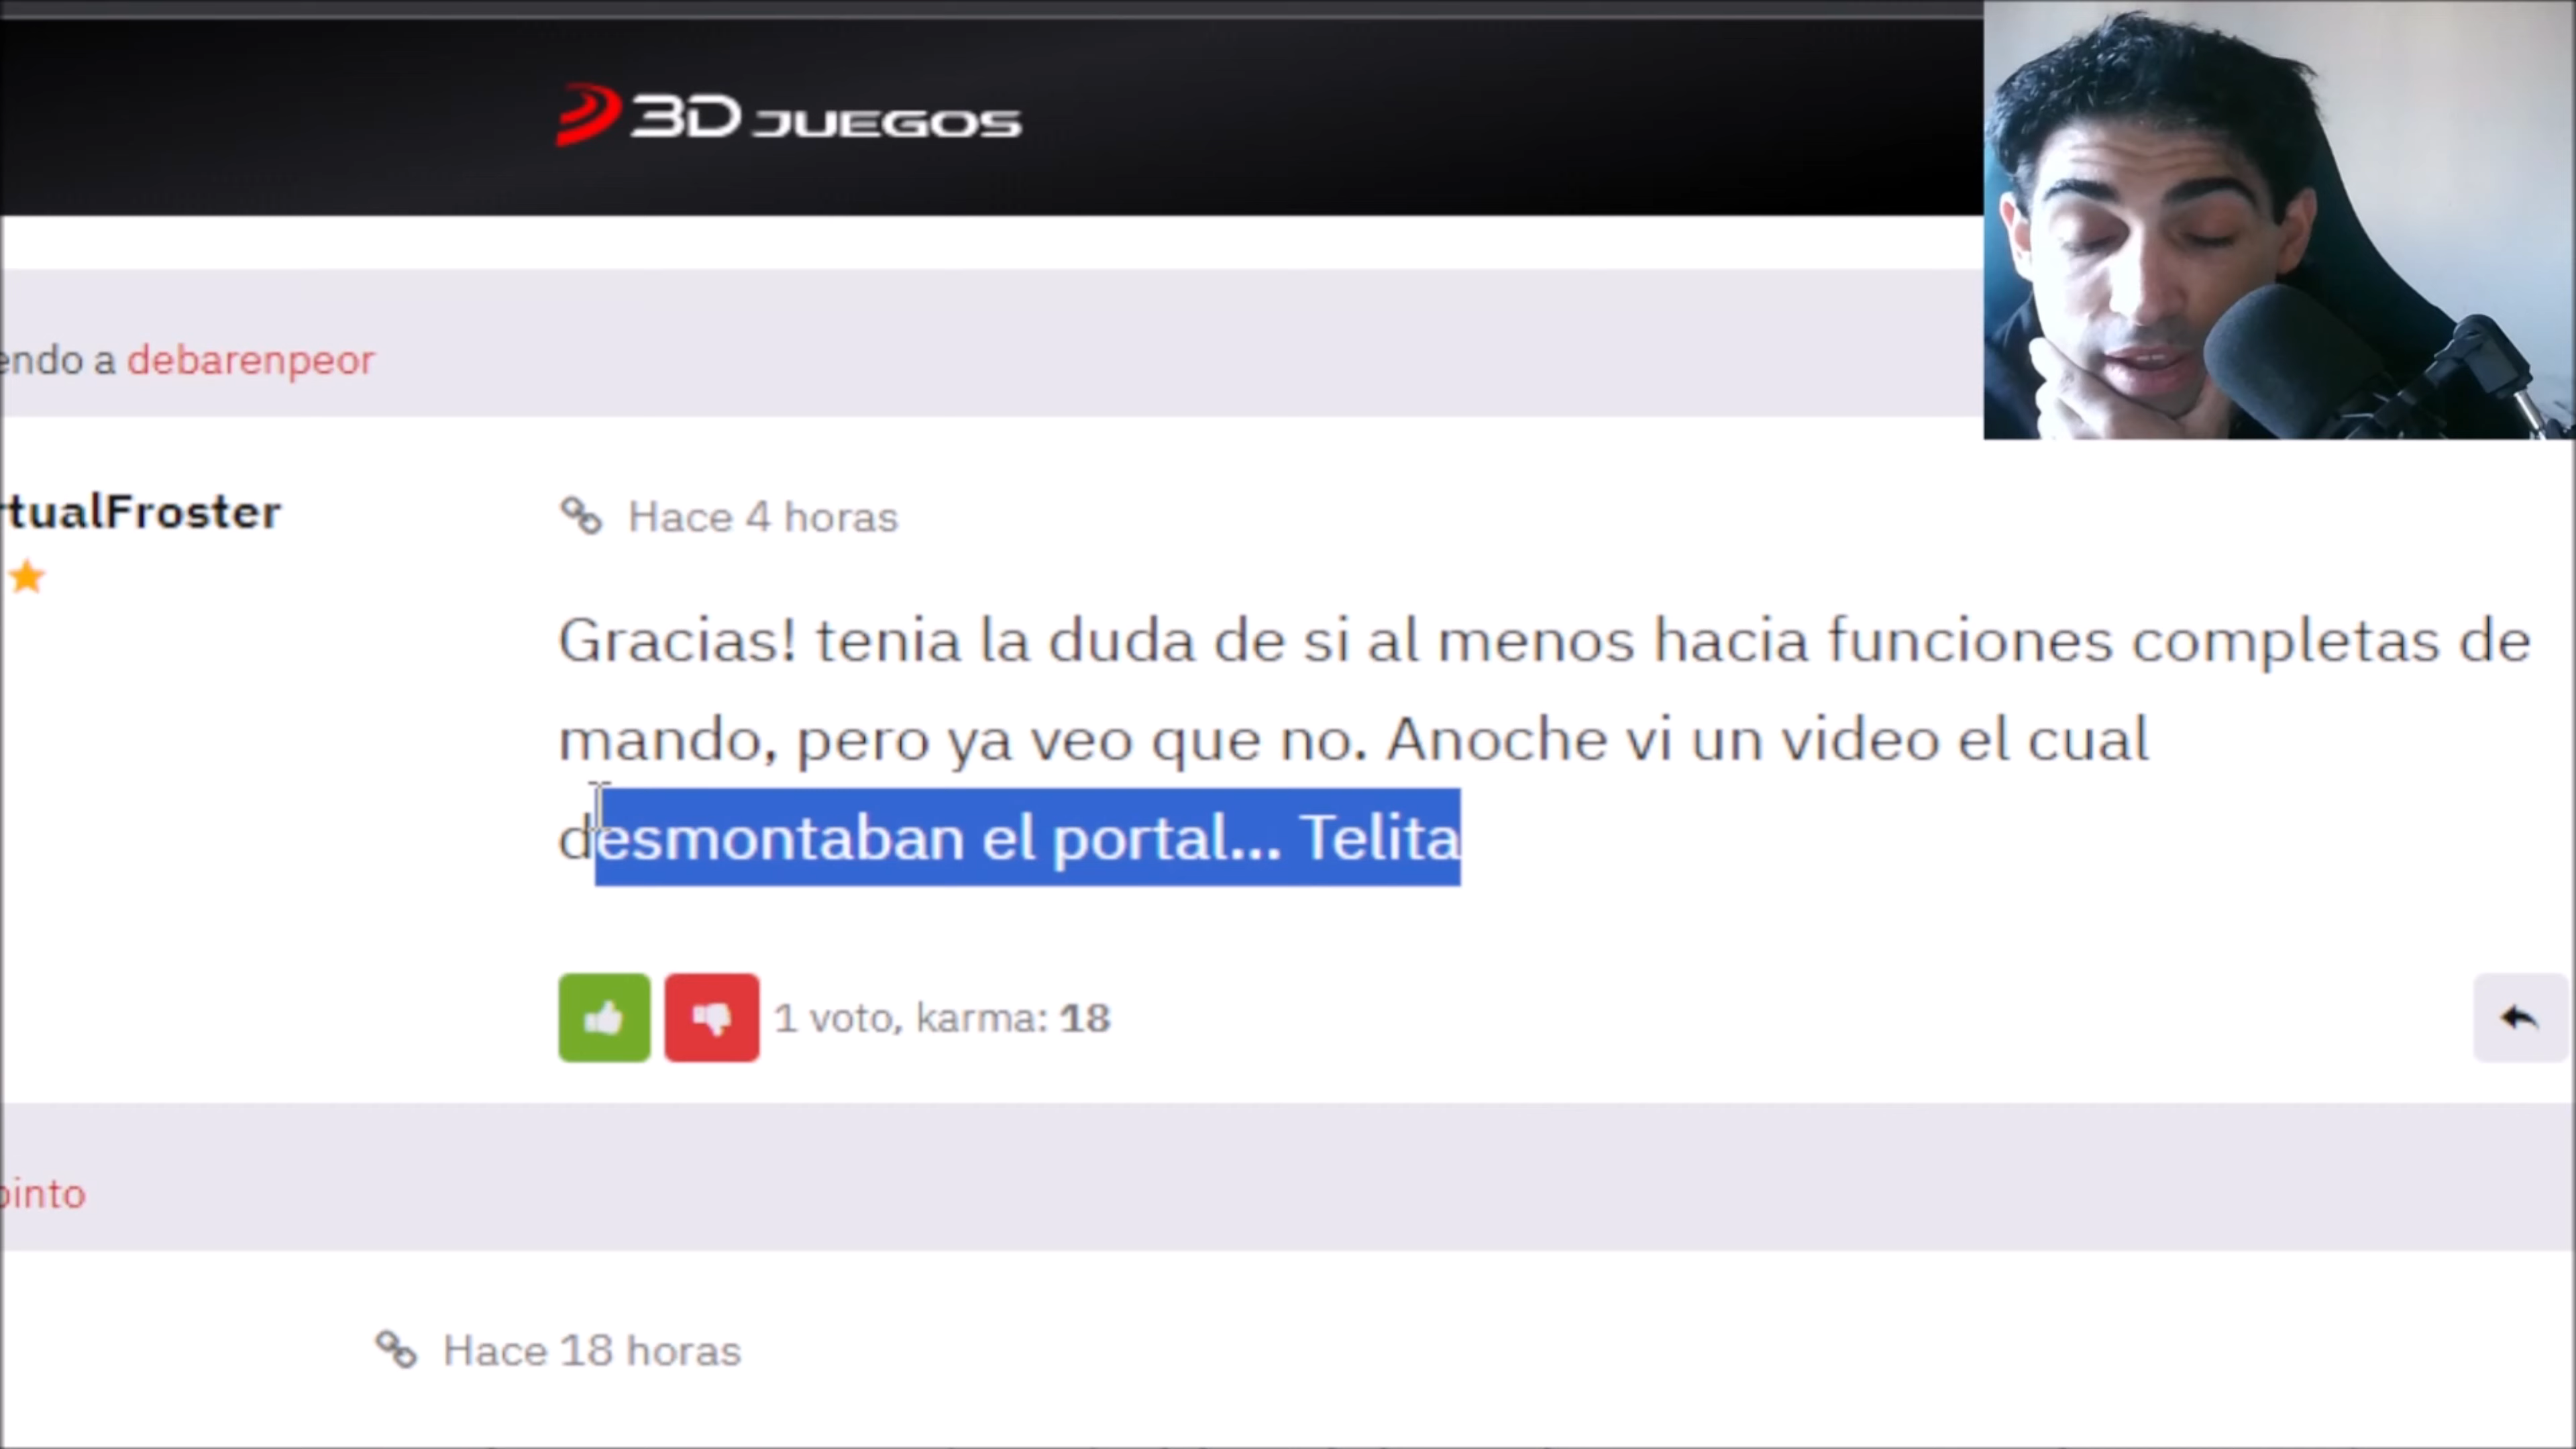 3D JUEGOS
endo a debarenpeor
tualFroster
Hace 4 horas
Gracias! tenia la duda de si al menos hacia funciones completas de
mando, pero ya veo que no. Anoche vi un video el cual
desmontaban el portal... Telita
1 voto, karma: 18
pinto
Hace 18 horas